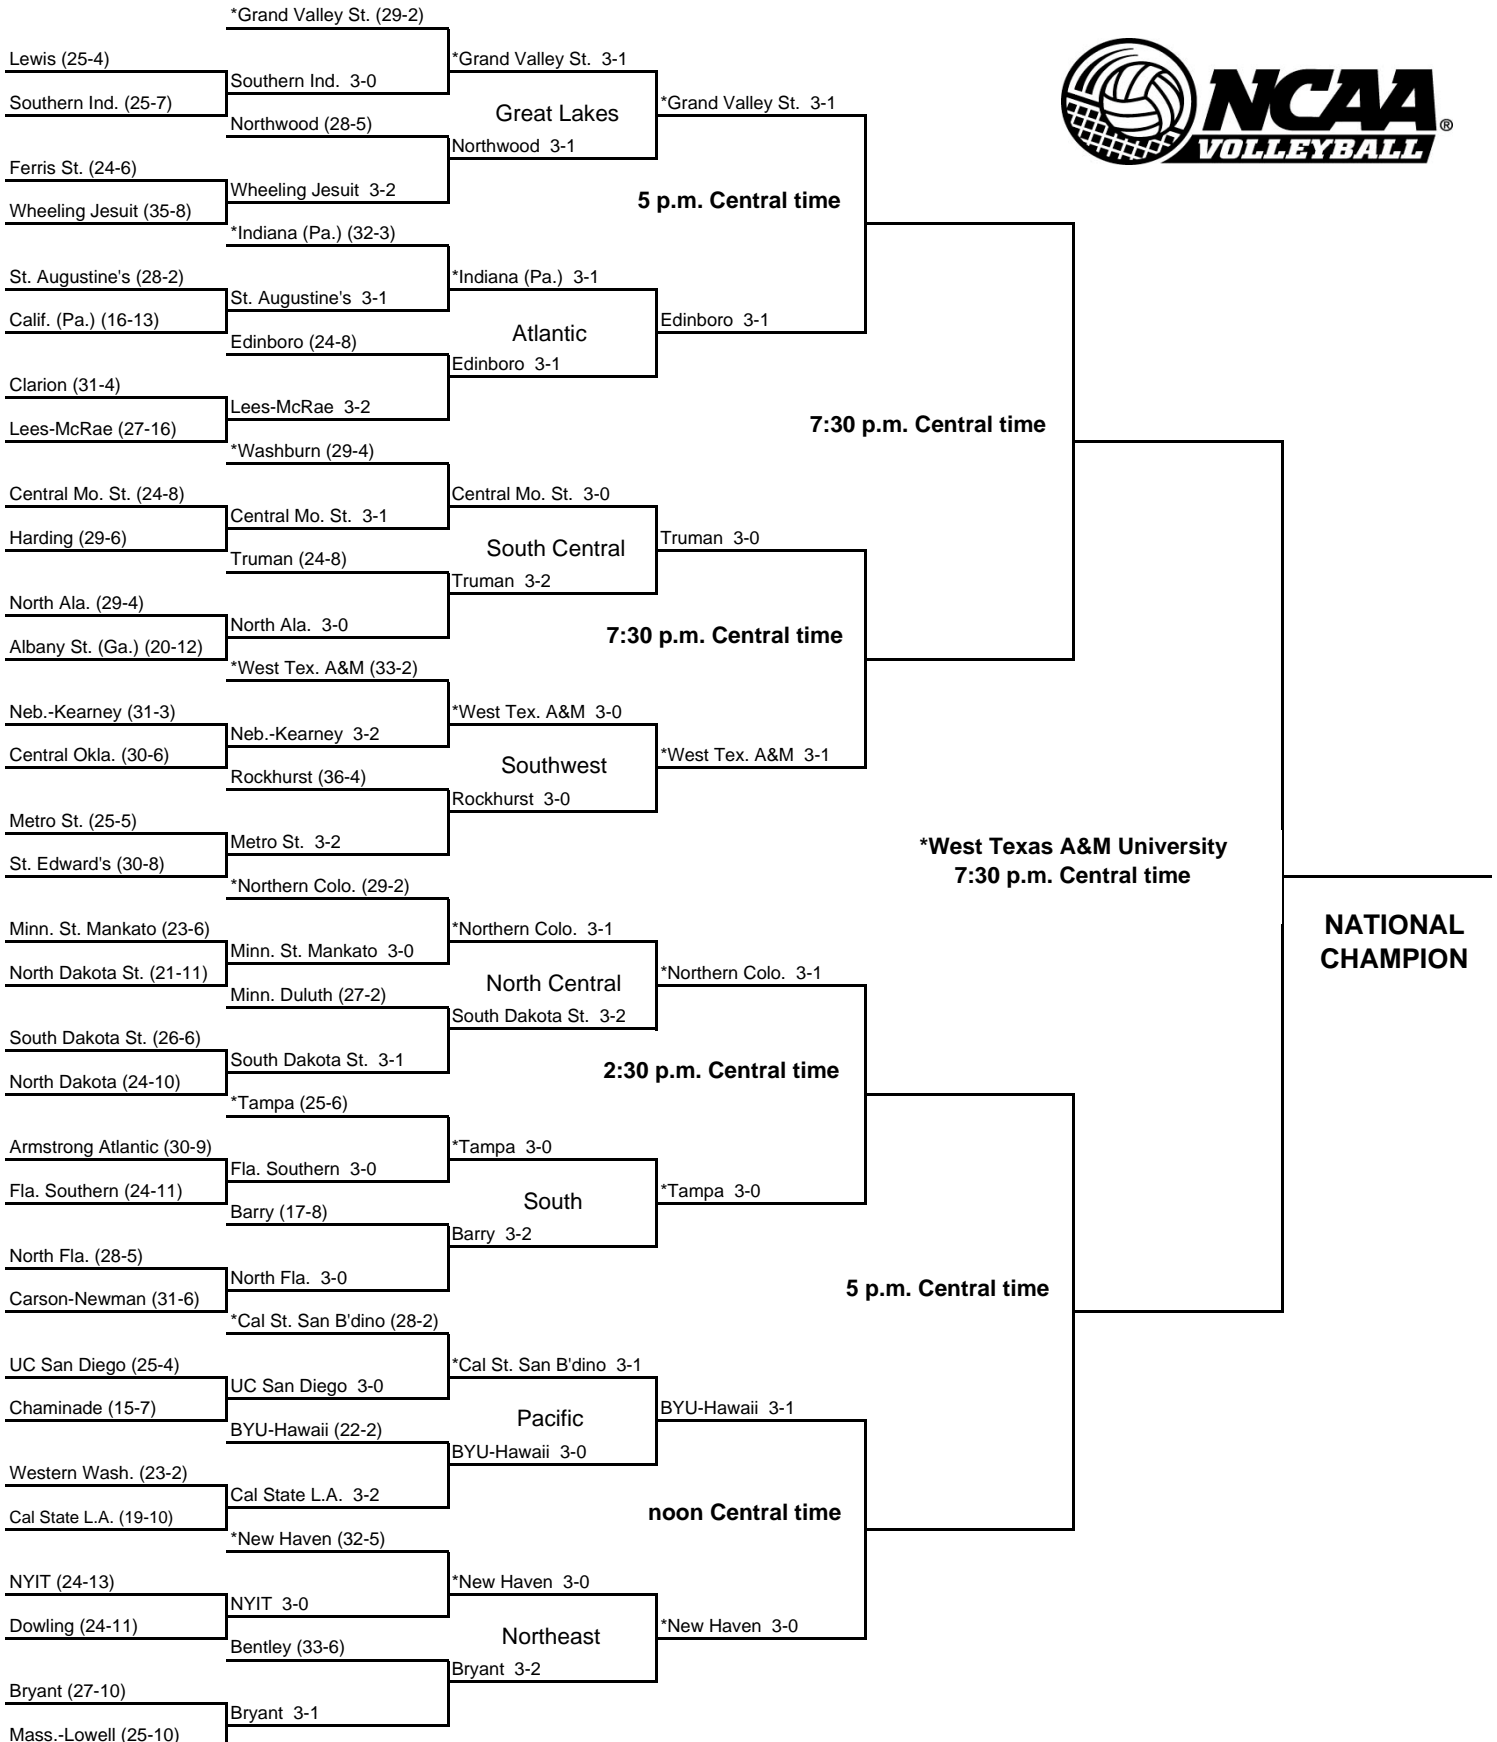 *Grand Valley St. (29-2)
Lewis (25-4)
*Grand Valley St.  3-1
Southern Ind.  3-0
Southern Ind. (25-7)
Great Lakes
*Grand Valley St.  3-1
Northwood (28-5)
Northwood  3-1
Ferris St. (24-6)
Wheeling Jesuit  3-2
Wheeling Jesuit (35-8)
5 p.m. Central time
*Indiana (Pa.) (32-3)
St. Augustine's (28-2)
*Indiana (Pa.)  3-1
St. Augustine's  3-1
Calif. (Pa.) (16-13)
Atlantic
Edinboro  3-1
Edinboro (24-8)
Edinboro  3-1
Clarion (31-4)
Lees-McRae  3-2
Lees-McRae (27-16)
7:30 p.m. Central time
*Washburn (29-4)
Central Mo. St. (24-8)
Central Mo. St.  3-0
Central Mo. St.  3-1
Harding (29-6)
South Central
Truman  3-0
Truman (24-8)
Truman  3-2
North Ala. (29-4)
North Ala.  3-0
Albany St. (Ga.) (20-12)
7:30 p.m. Central time
*West Tex. A&M (33-2)
Neb.-Kearney (31-3)
*West Tex. A&M  3-0
Neb.-Kearney  3-2
Central Okla. (30-6)
Southwest
*West Tex. A&M  3-1
Rockhurst (36-4)
Rockhurst  3-0
Metro St. (25-5)
Metro St.  3-2
St. Edward's (30-8)
*West Texas A&M University
7:30 p.m. Central time
*Northern Colo. (29-2)
Minn. St. Mankato (23-6)
*Northern Colo.  3-1
NATIONAL
CHAMPION
Minn. St. Mankato  3-0
North Dakota St. (21-11)
North Central
*Northern Colo.  3-1
Minn. Duluth (27-2)
South Dakota St.  3-2
South Dakota St. (26-6)
South Dakota St.  3-1
North Dakota (24-10)
2:30 p.m. Central time
*Tampa (25-6)
Armstrong Atlantic (30-9)
*Tampa  3-0
Fla. Southern  3-0
Fla. Southern (24-11)
South
*Tampa  3-0
Barry (17-8)
Barry  3-2
North Fla. (28-5)
North Fla.  3-0
Carson-Newman (31-6)
5 p.m. Central time
*Cal St. San B'dino (28-2)
UC San Diego (25-4)
*Cal St. San B'dino  3-1
UC San Diego  3-0
Chaminade (15-7)
Pacific
BYU-Hawaii  3-1
BYU-Hawaii (22-2)
BYU-Hawaii  3-0
Western Wash. (23-2)
Cal State L.A.  3-2
Cal State L.A. (19-10)
noon Central time
*New Haven (32-5)
NYIT (24-13)
*New Haven  3-0
NYIT  3-0
Dowling (24-11)
Northeast
*New Haven  3-0
Bentley (33-6)
Bryant  3-2
Bryant (27-10)
Bryant  3-1
Mass.-Lowell (25-10)
NCAA®
VOLLEYBALL